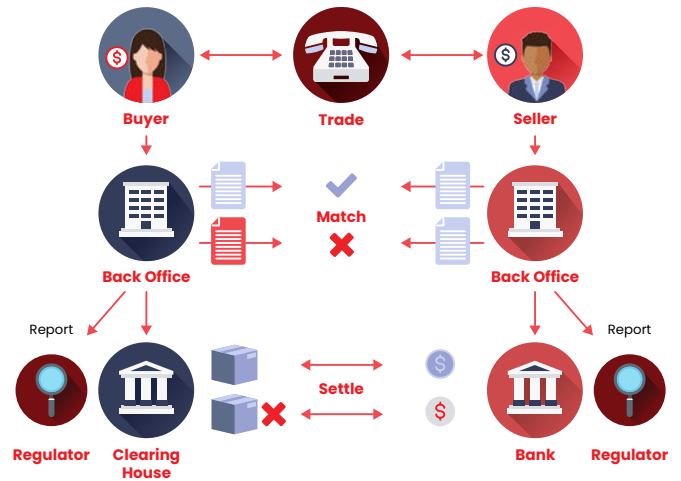 Buyer
Trade
Seller
Match
Back Office
Back Office
Report
Report
Settle
Regulator
Clearing
House
Bank
Regulator